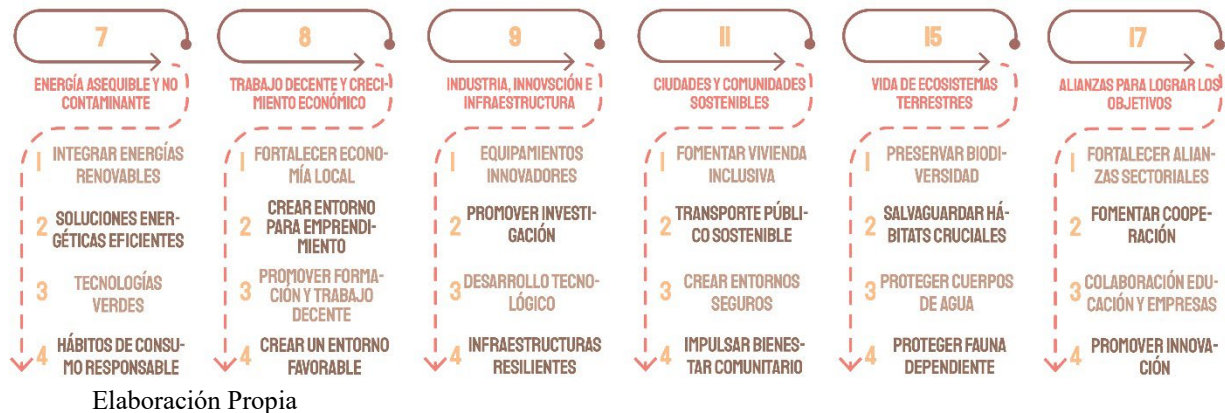 7
ENERGÍA ASEQUIBLE Y NO
CONTAMINANTE
1 INTEGRAR ENERGÍAS
RENOVABLES
2 SOLUCIONES ENER-
GÉTICAS EFICIENTES
3 TECNOLOGÍAS
VERDES
4 HÁBITOS DE CONSU-
MO RESPONSABLE
8
TRABAJO DECENTE Y CRECI-
MIENTO ECONÓMICO
1 FORTALECER ECONO-
MÍA LOCAL
2 CREAR ENTORNO
PARA EMPRENDI-
MIENTO
3 PROMOVER FORMA-
CIÓN Y TRABAJO
DECENTE
4 CREAR UN ENTORNO
FAVORABLE
9
INDUSTRIA, INNOVSCIÓN E
INFRAESTRUCTURA
1 EQUIPAMIENTOS
INNOVADORES
2 PROMOVER INVESTI-
GACIÓN
3 DESARROLLO TECNO-
LÓGICO
4 INFRAESTRUCTURAS
RESILIENTES
11
CIUDADES Y COMUNIDADES
SOSTENIBLES
1 FOMENTAR VIVIENDA
INCLUSIVA
2 TRANSPORTE PÚBLI-
CO SOSTENIBLE
3 CREAR ENTORNOS
SEGUROS
4 IMPULSAR BIENES-
TAR COMUNITARIO
15
VIDA DE ECOSISTEMAS
TERRESTRES
1 PRESERVAR BIODI-
VERSIDAD
2 SALVAGUARDAR HÁ-
BITATS CRUCIALES
3 PROTEGER CUERPOS
DE AGUA
4 PROTEGER FAUNA
DEPENDIENTE
17
ALIANZAS PARA LOGRAR LOS
OBJETIVOS
1 FORTALECER ALIAN-
ZAS SECTORIALES
2 FOMENTAR COOPE-
RACIÓN
3 COLABORACIÓN EDU-
CACIÓN Y EMPRESAS
4 PROMOVER INNOVA-
CIÓN
Elaboración Propia